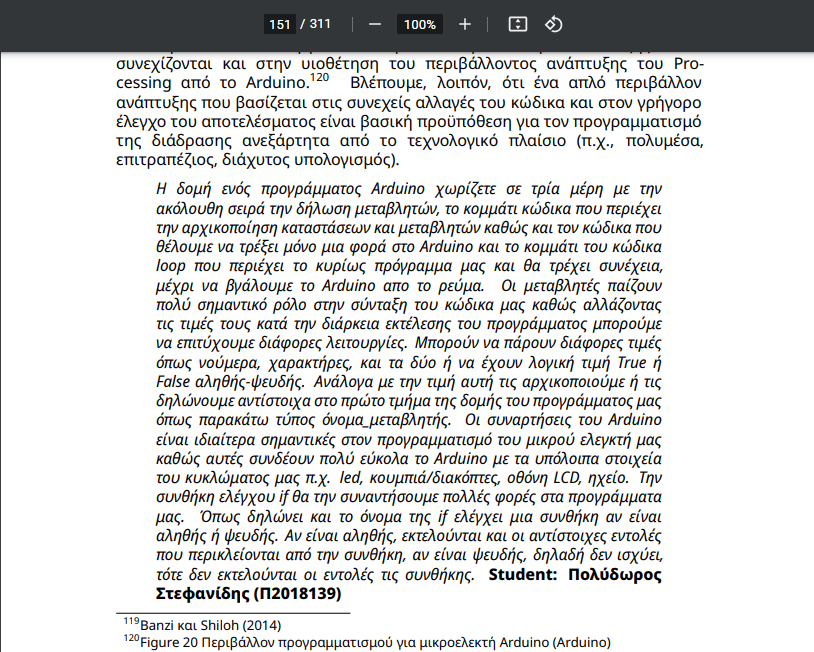 151 / 311 100%
συνεχίζονται και στην υιοθέτηση του περιβάλλοντος ανάπτυξης του Pro-
cessing από το Arduino.120 Βλέπουμε, λοιπόν, ότι ένα απλό περιβάλλον
ανάπτυξης που βασίζεται στις συνεχείς αλλαγές του κώδικα και στον γρήγορο
έλεγχο του αποτελέσματος είναι βασική προϋπόθεση για τον προγραμματισμό
της διάδρασης ανεξάρτητα από το τεχνολογικό πλαίσιο (π.χ., πολυμέσα,
επιτραπέζιος, διάχυτος υπολογισμός).
Η δομή ενός προγράμματος Arduino χωρίζετε σε τρία μέρη με την
ακόλουθη σειρά την δήλωση μεταβλητών, το κομμάτι κώδικα που περιέχει
την αρχικοποίηση καταστάσεων και μεταβλητών καθώς και τον κώδικα που
θέλουμε να τρέξει μόνο μια φορά στο Arduino και το κομμάτι του κώδικα
loop που περιέχει το κυρίως πρόγραμμα μας και θα τρέχει συνέχεια,
μέχρι να βγάλουμε το Arduino απο το ρεύμα. Οι μεταβλητές παίζουν
πολύ σημαντικό ρόλο στην σύνταξη του κώδικα μας καθώς αλλάζοντας
τις τιμές τους κατά την διάρκεια εκτέλεσης του προγράμματος μπορούμε
να επιτύχουμε διάφορες λειτουργίες. Μπορούν να πάρουν διάφορες τιμές
όπως νούμερα, χαρακτήρες, και τα δύο ή να έχουν λογική τιμή True ή
False αληθής-ψευδής. Ανάλογα με την τιμή αυτή τις αρχικοποιούμε ή τις
δηλώνουμε αντίστοιχα στο πρώτο τμήμα της δομής του προγράμματος μας
όπως παρακάτω τύπος όνομα_μεταβλητής. Οι συναρτήσεις του Arduino
είναι ιδιαίτερα σημαντικές στον προγραμματισμό του μικρού ελεγκτή μας
καθώς αυτές συνδέουν πολύ εύκολα το Arduino με τα υπόλοιπα στοιχεία
του κυκλώματος μας π.χ. led, κουμπιά/διακόπτες, οθόνη LCD, ηχείο. Την
συνθήκη ελέγχου if θα την συναντήσουμε πολλές φορές στα προγράμματα
μας. Όπως δηλώνει και το όνομα της if ελέγχει μια συνθήκη αν είναι
αληθής ή ψευδής. Αν είναι αληθής, εκτελούνται και οι αντίστοιχες εντολές
που περικλείονται από την συνθήκη, αν είναι ψευδής, δηλαδή δεν ισχύει,
τότε δεν εκτελούνται οι εντολές τις συνθήκης. Student: Πολύδωρος
Στεφανίδης (Π2018139)
119Banzi και Shiloh (2014)
120Figure 20 Περιβάλλον προγραμματισμού για μικροελεκτή Arduino (Arduino)